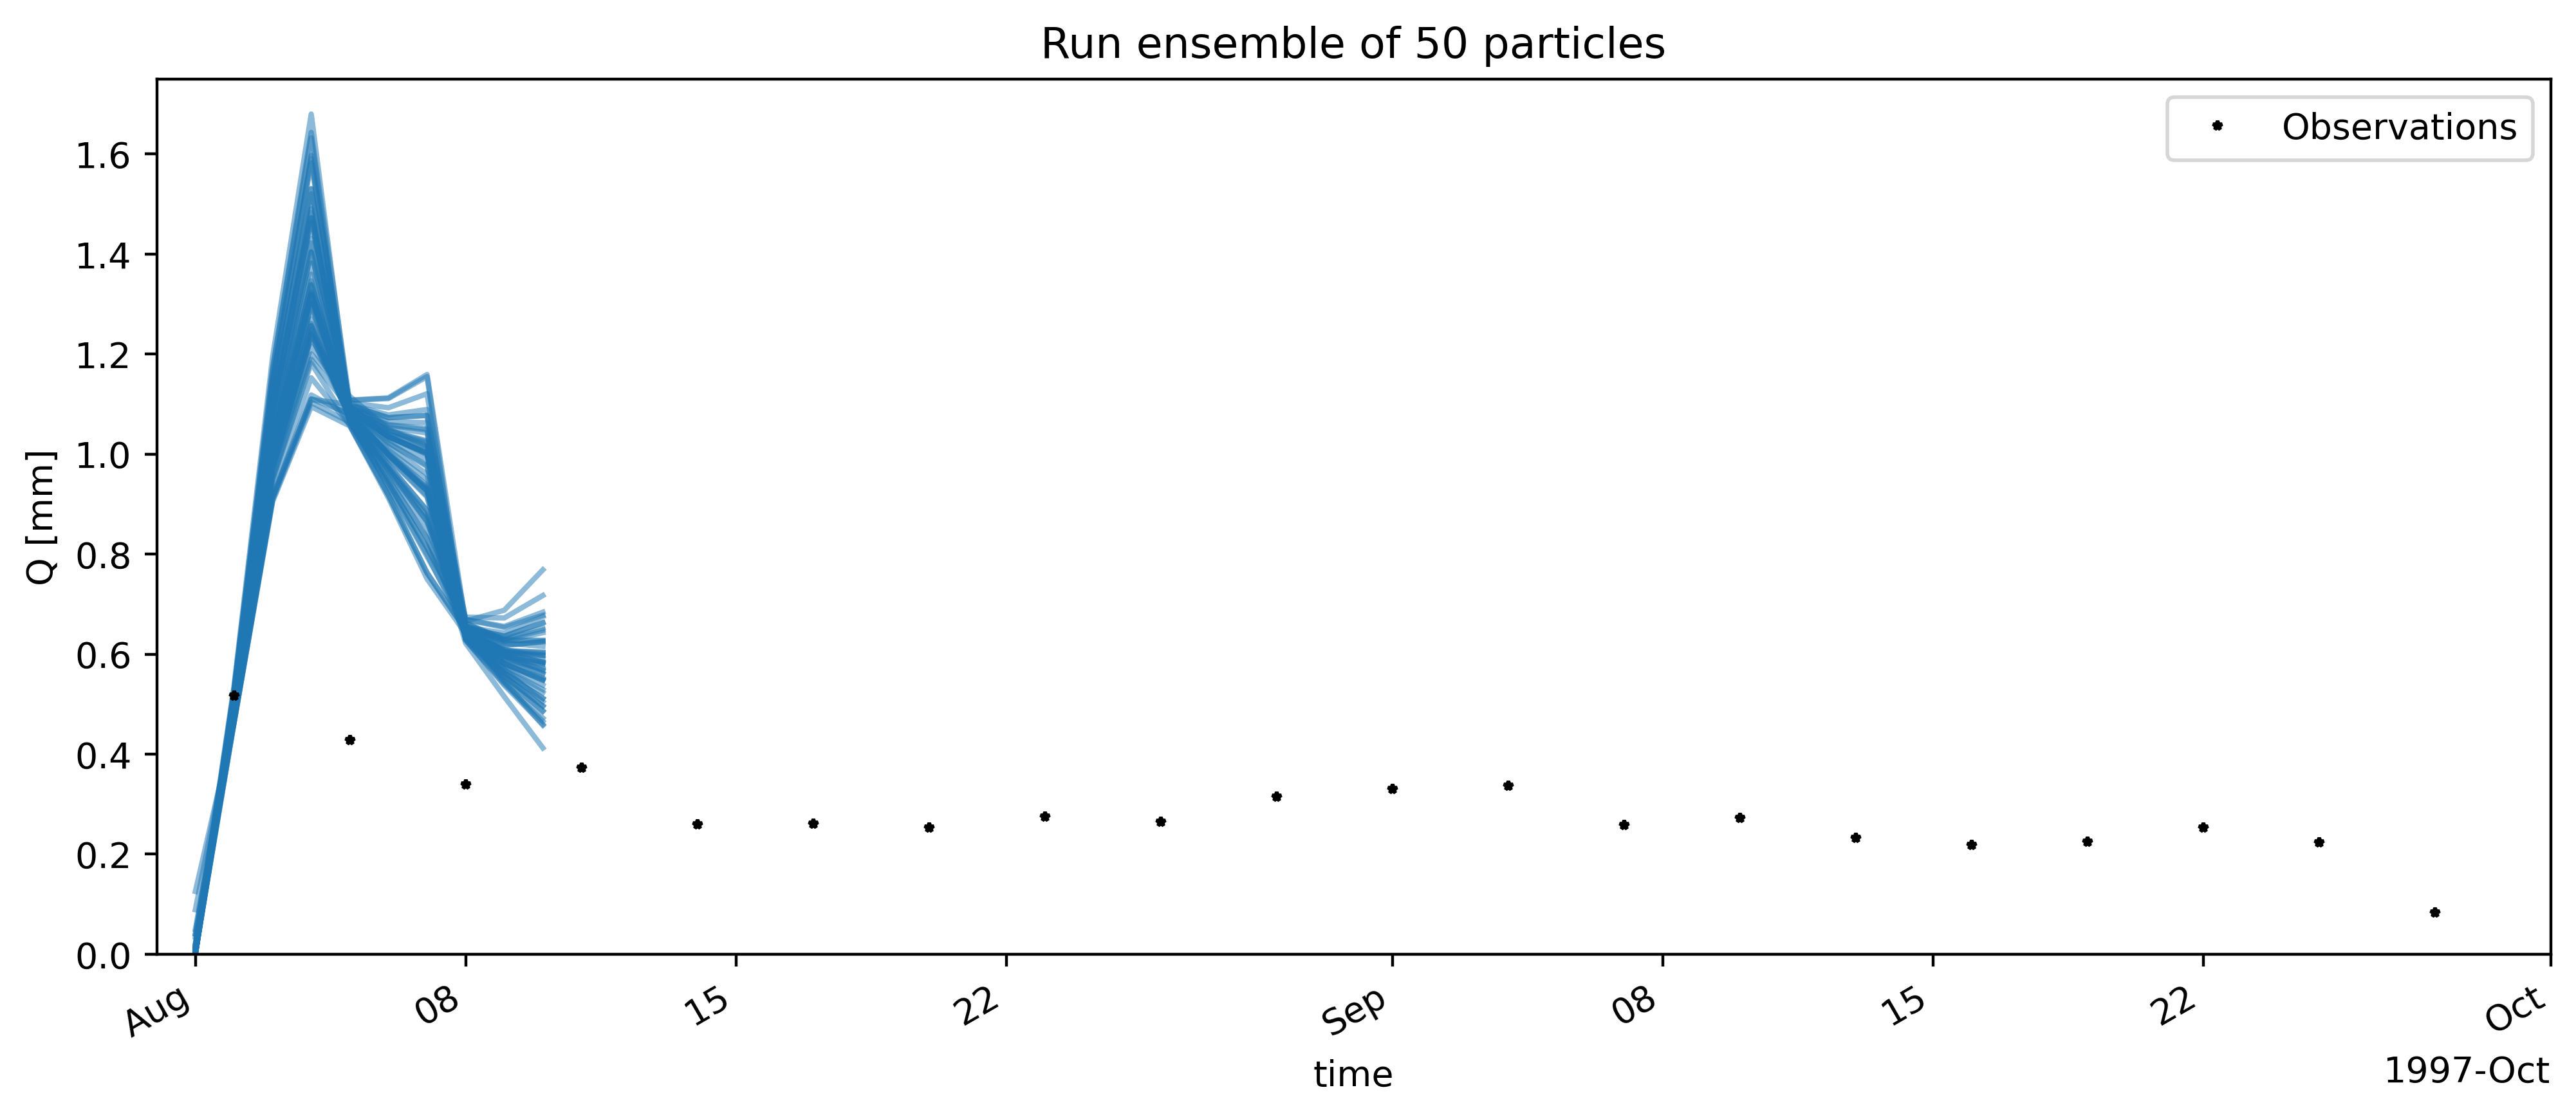 Run ensemble of 50 particles
Observations
Q [mm]
1.6
1.4
1.2
1.0
0.8
0.6
0.4
0.2
0.0
Aug
08
15
22
Sep
08
15
22
Oct
time
1997-Oct